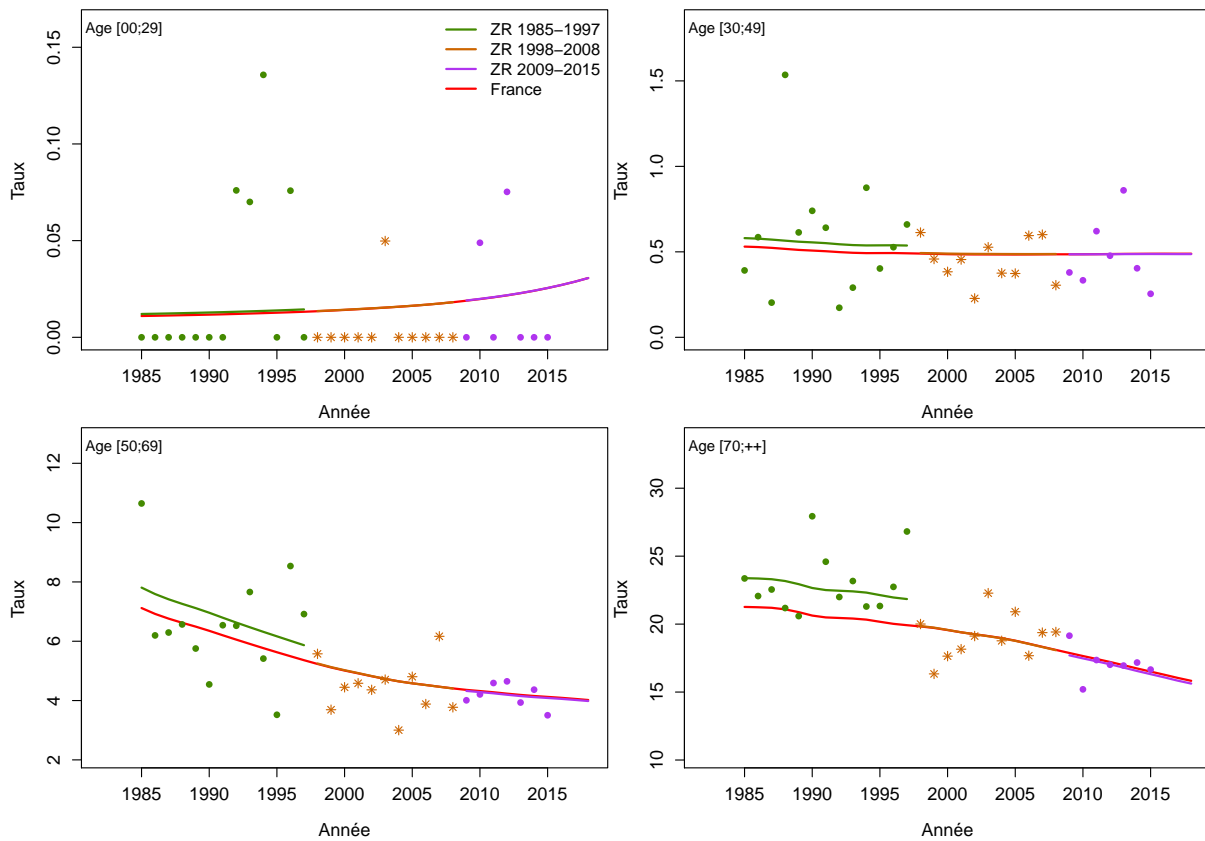 Age [00;29]
ZR 1985−1997
ZR 1998−2008
ZR 2009−2015
France
Taux
0.15
0.10
0.05
0.00
1985 1990 1995 2000 2005 2010 2015
Année
Age [30;49]
Taux
1.5
1.0
0.5
0.0
1985 1990 1995 2000 2005 2010 2015
Année
Age [50;69]
Taux
12
10
8
6
4
2
1985 1990 1995 2000 2005 2010 2015
Année
Age [70;++]
Taux
30
25
20
15
10
1985 1990 1995 2000 2005 2010 2015
Année